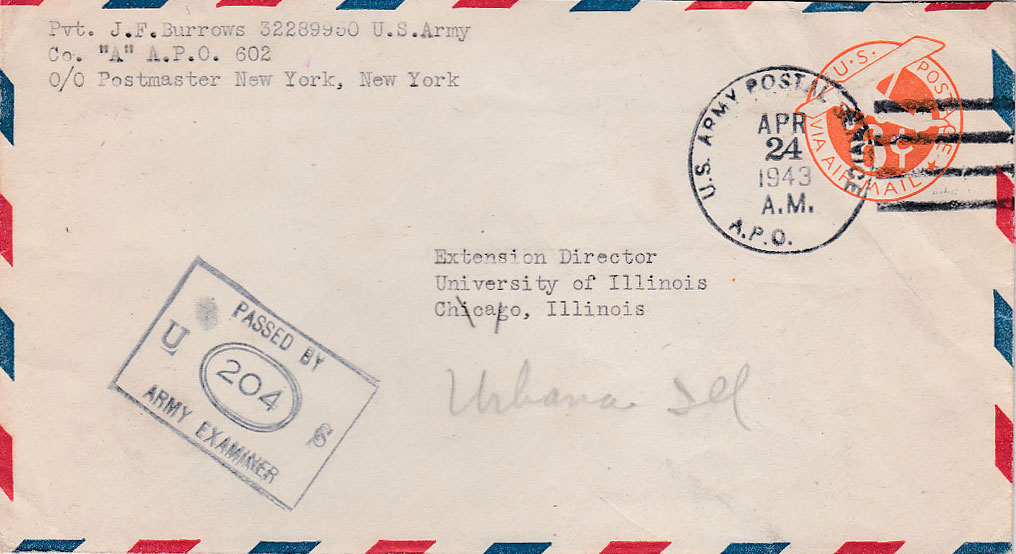 Pvt. J.F.Burrows 32289950 U.S.Army
Co. "A" A.P.O. 602
O/O Postmaster New York, New York
U.S. POSTAGE
VIA AIR MAIL
6¢
U.S. ARMY POSTAL SERVICE
APR
24
1943
A.M.
A.P.O.
Extension Director
University of Illinois
Chicago, Illinois
Urbana Ill
PASSED BY
U 204 S
ARMY EXAMINER